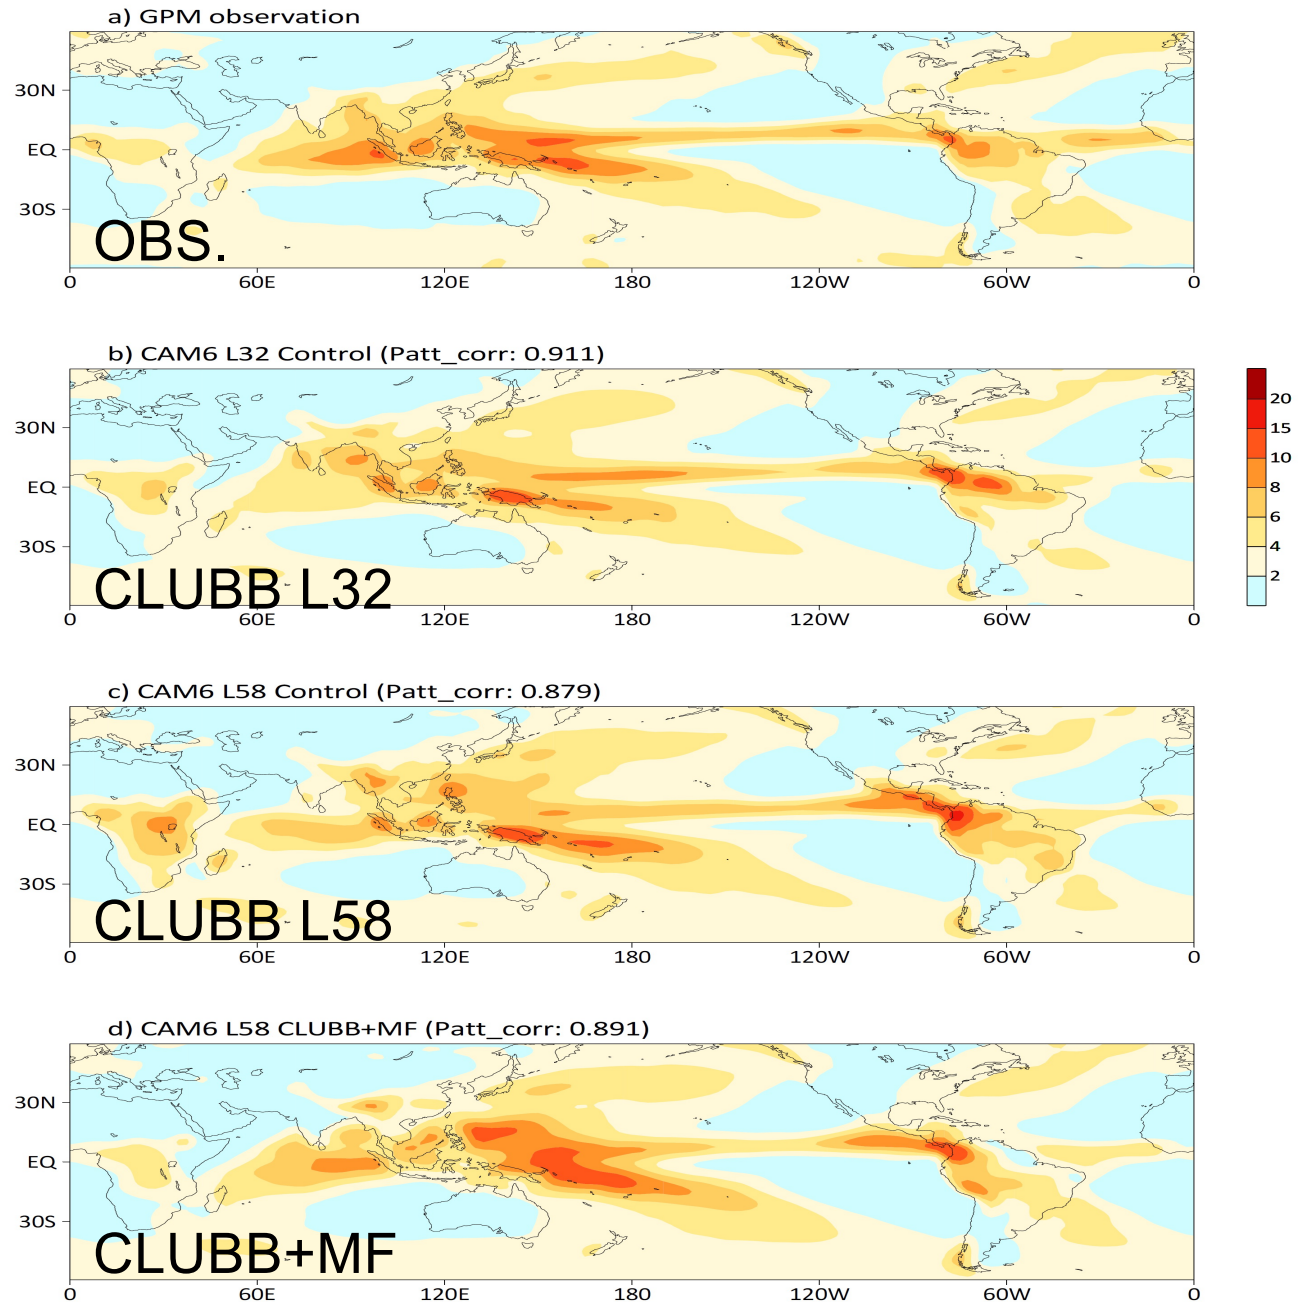 a) GPM observation
30N
EQ
30S
OBS.
0 60E 120E 180 120W 60W 0
b) CAM6 L32 Control (Patt_corr: 0.911)
30N
EQ
30S
CLUBB L32
0 60E 120E 180 120W 60W 0
20
15
10
8
6
4
2
c) CAM6 L58 Control (Patt_corr: 0.879)
30N
EQ
30S
CLUBB L58
0 60E 120E 180 120W 60W 0
d) CAM6 L58 CLUBB+MF (Patt_corr: 0.891)
30N
EQ
30S
CLUBB+MF
0 60E 120E 180 120W 60W 0